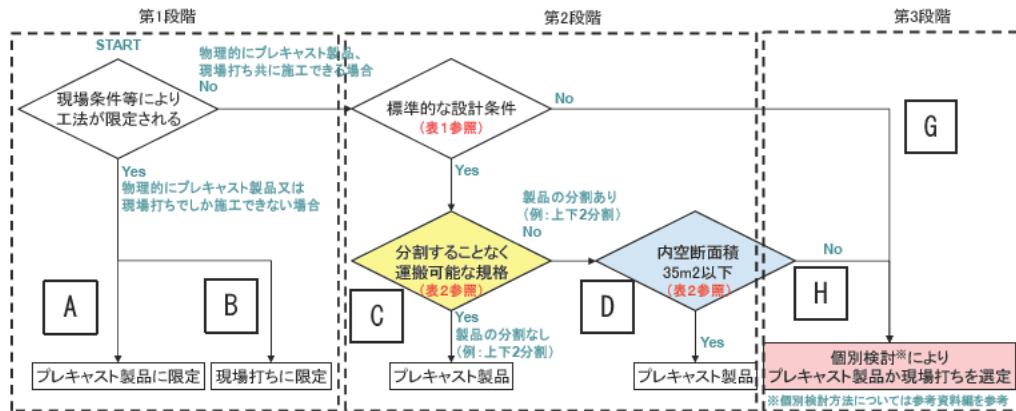 第1段階
第2段階
第3段階
START
物理的にプレキャスト製品、
現場打ち共に施工できる場合
No
現場条件等により
工法が限定される
標準的な設計条件
(表1参照)
No
G
Yes
物理的にプレキャスト製品又は
現場打ちでしか施工できない場合
Yes
製品の分割あり
(例：上下2分割)
No
分割することなく
運搬可能な規格
(表2参照)
内空断面積
35m2以下
(表2参照)
No
A
B
C
D
H
Yes
製品の分割なし
(例：上下2分割)
Yes
プレキャスト製品に限定
現場打ちに限定
プレキャスト製品
プレキャスト製品
個別検討※により
プレキャスト製品か現場打ちを選定
※個別検討方法については参考資料編を参考